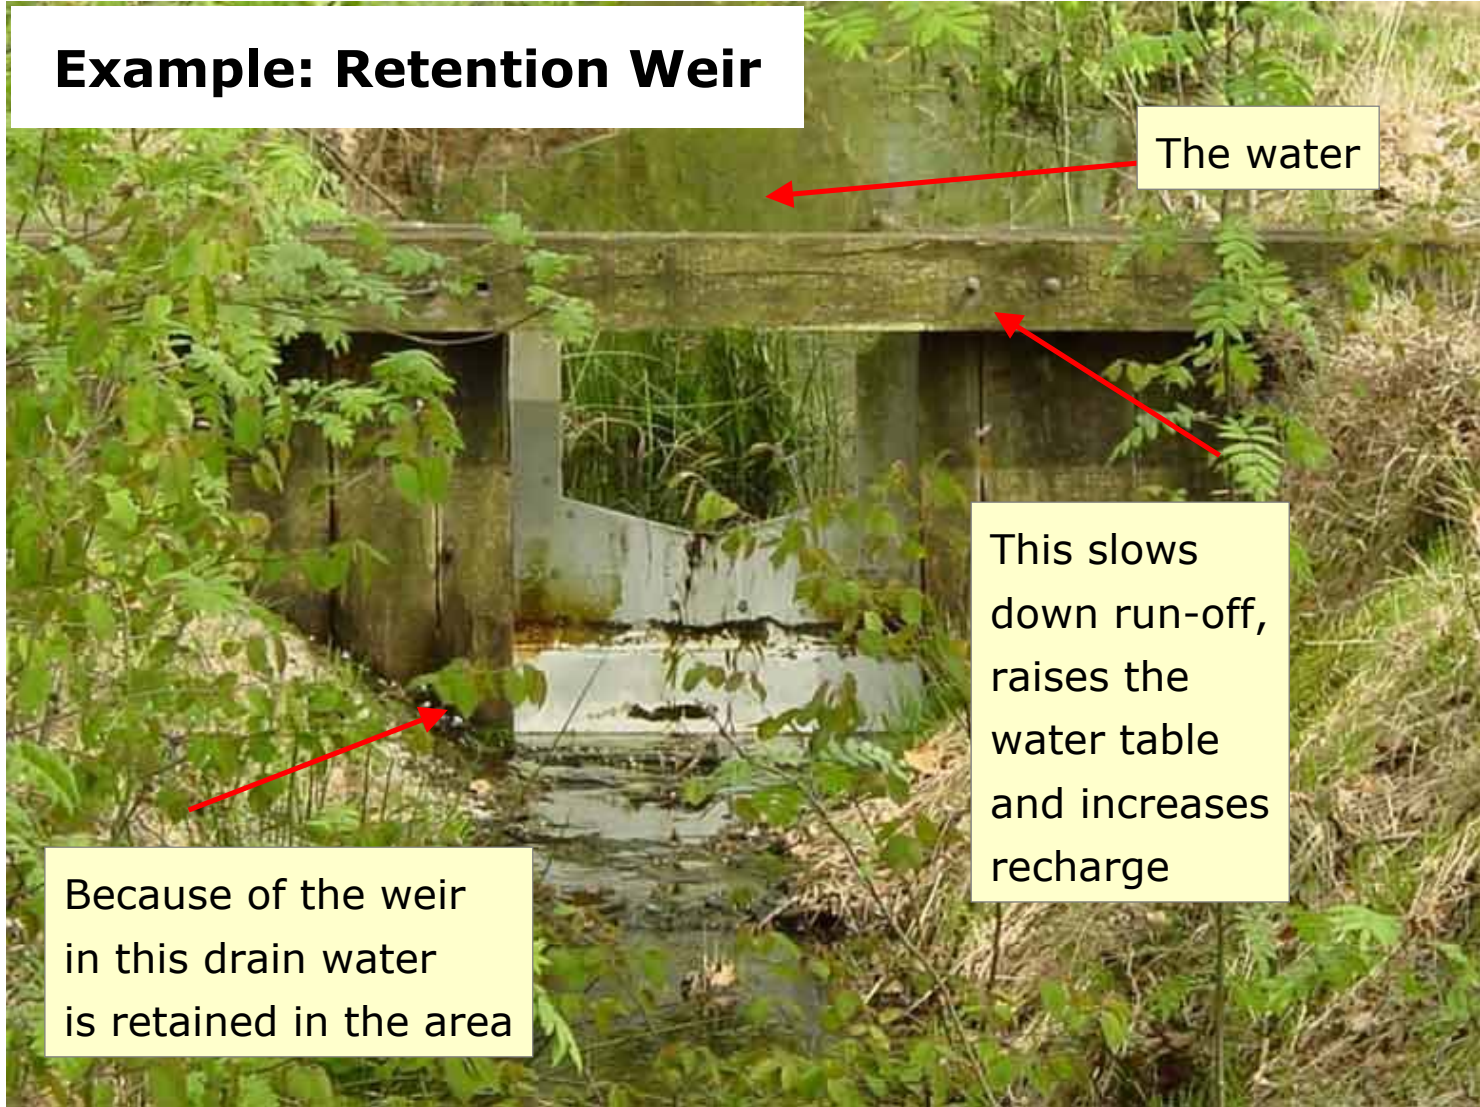 Example: Retention Weir
The water
This slows
down run-off,
raises the
water table
and increases
recharge
Because of the weir
in this drain water
is retained in the area